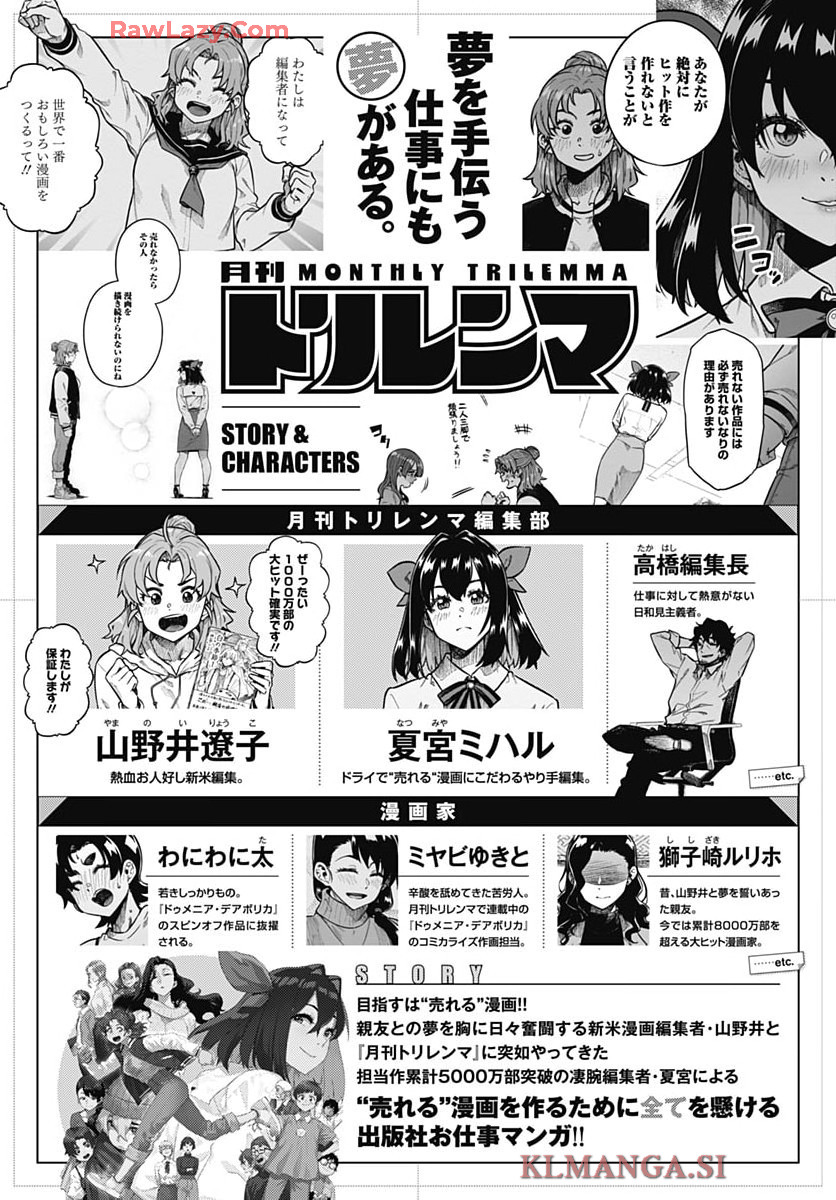 RawLazy.Com
あなたが
絶対に
ヒット作を
作れないと
言うことが
夢を手伝う
仕事にも
夢がある。
わたしは
編集者になって
世界で一番
おもしろい漫画を
つくるって!!
ニコッ
月刊 MONTHLY TRILEMMA
トリレンマ
売れなかったら
その人
漫画を
描き続けられないのにね
売れない作品には
必ず売れないなりの
理由があります
二人三脚で
頑張りましょう!!
STORY &
CHARACTERS
月刊トリレンマ編集部
ぜーったい
1000万部の
大ヒット確実です!!
わたしが
保証します!!
やま の い りょう こ
山野井遼子
熱血お人好し新米編集。
なつ みや
夏宮ミハル
ドライで“売れる”漫画にこだわるやり手編集。
たか はし
高橋編集長
仕事に対して熱意がない
日和見主義者。
……etc.
漫画家
た
わにわに太
若きしっかりもの。
『ドゥメニア・デアポリカ』
のスピンオフ作品に抜擢
される。
ミヤビゆきと
辛酸を舐めてきた苦労人。
月刊トリレンマで連載中の
『ドゥメニア・デアポリカ』
のコミカライズ作画担当。
し し ざき
獅子崎ルリホ
昔、山野井と夢を誓いあっ
た親友。
今では累計8000万部を
超える大ヒット漫画家。
……etc.
STORY
目指すは“売れる”漫画!!
親友との夢を胸に日々奮闘する新米漫画編集者・山野井と
『月刊トリレンマ』に突如やってきた
担当作累計5000万部突破の凄腕編集者・夏宮による
“売れる”漫画を作るために全てを懸ける
出版社お仕事マンガ!!
KLMANGA.SI